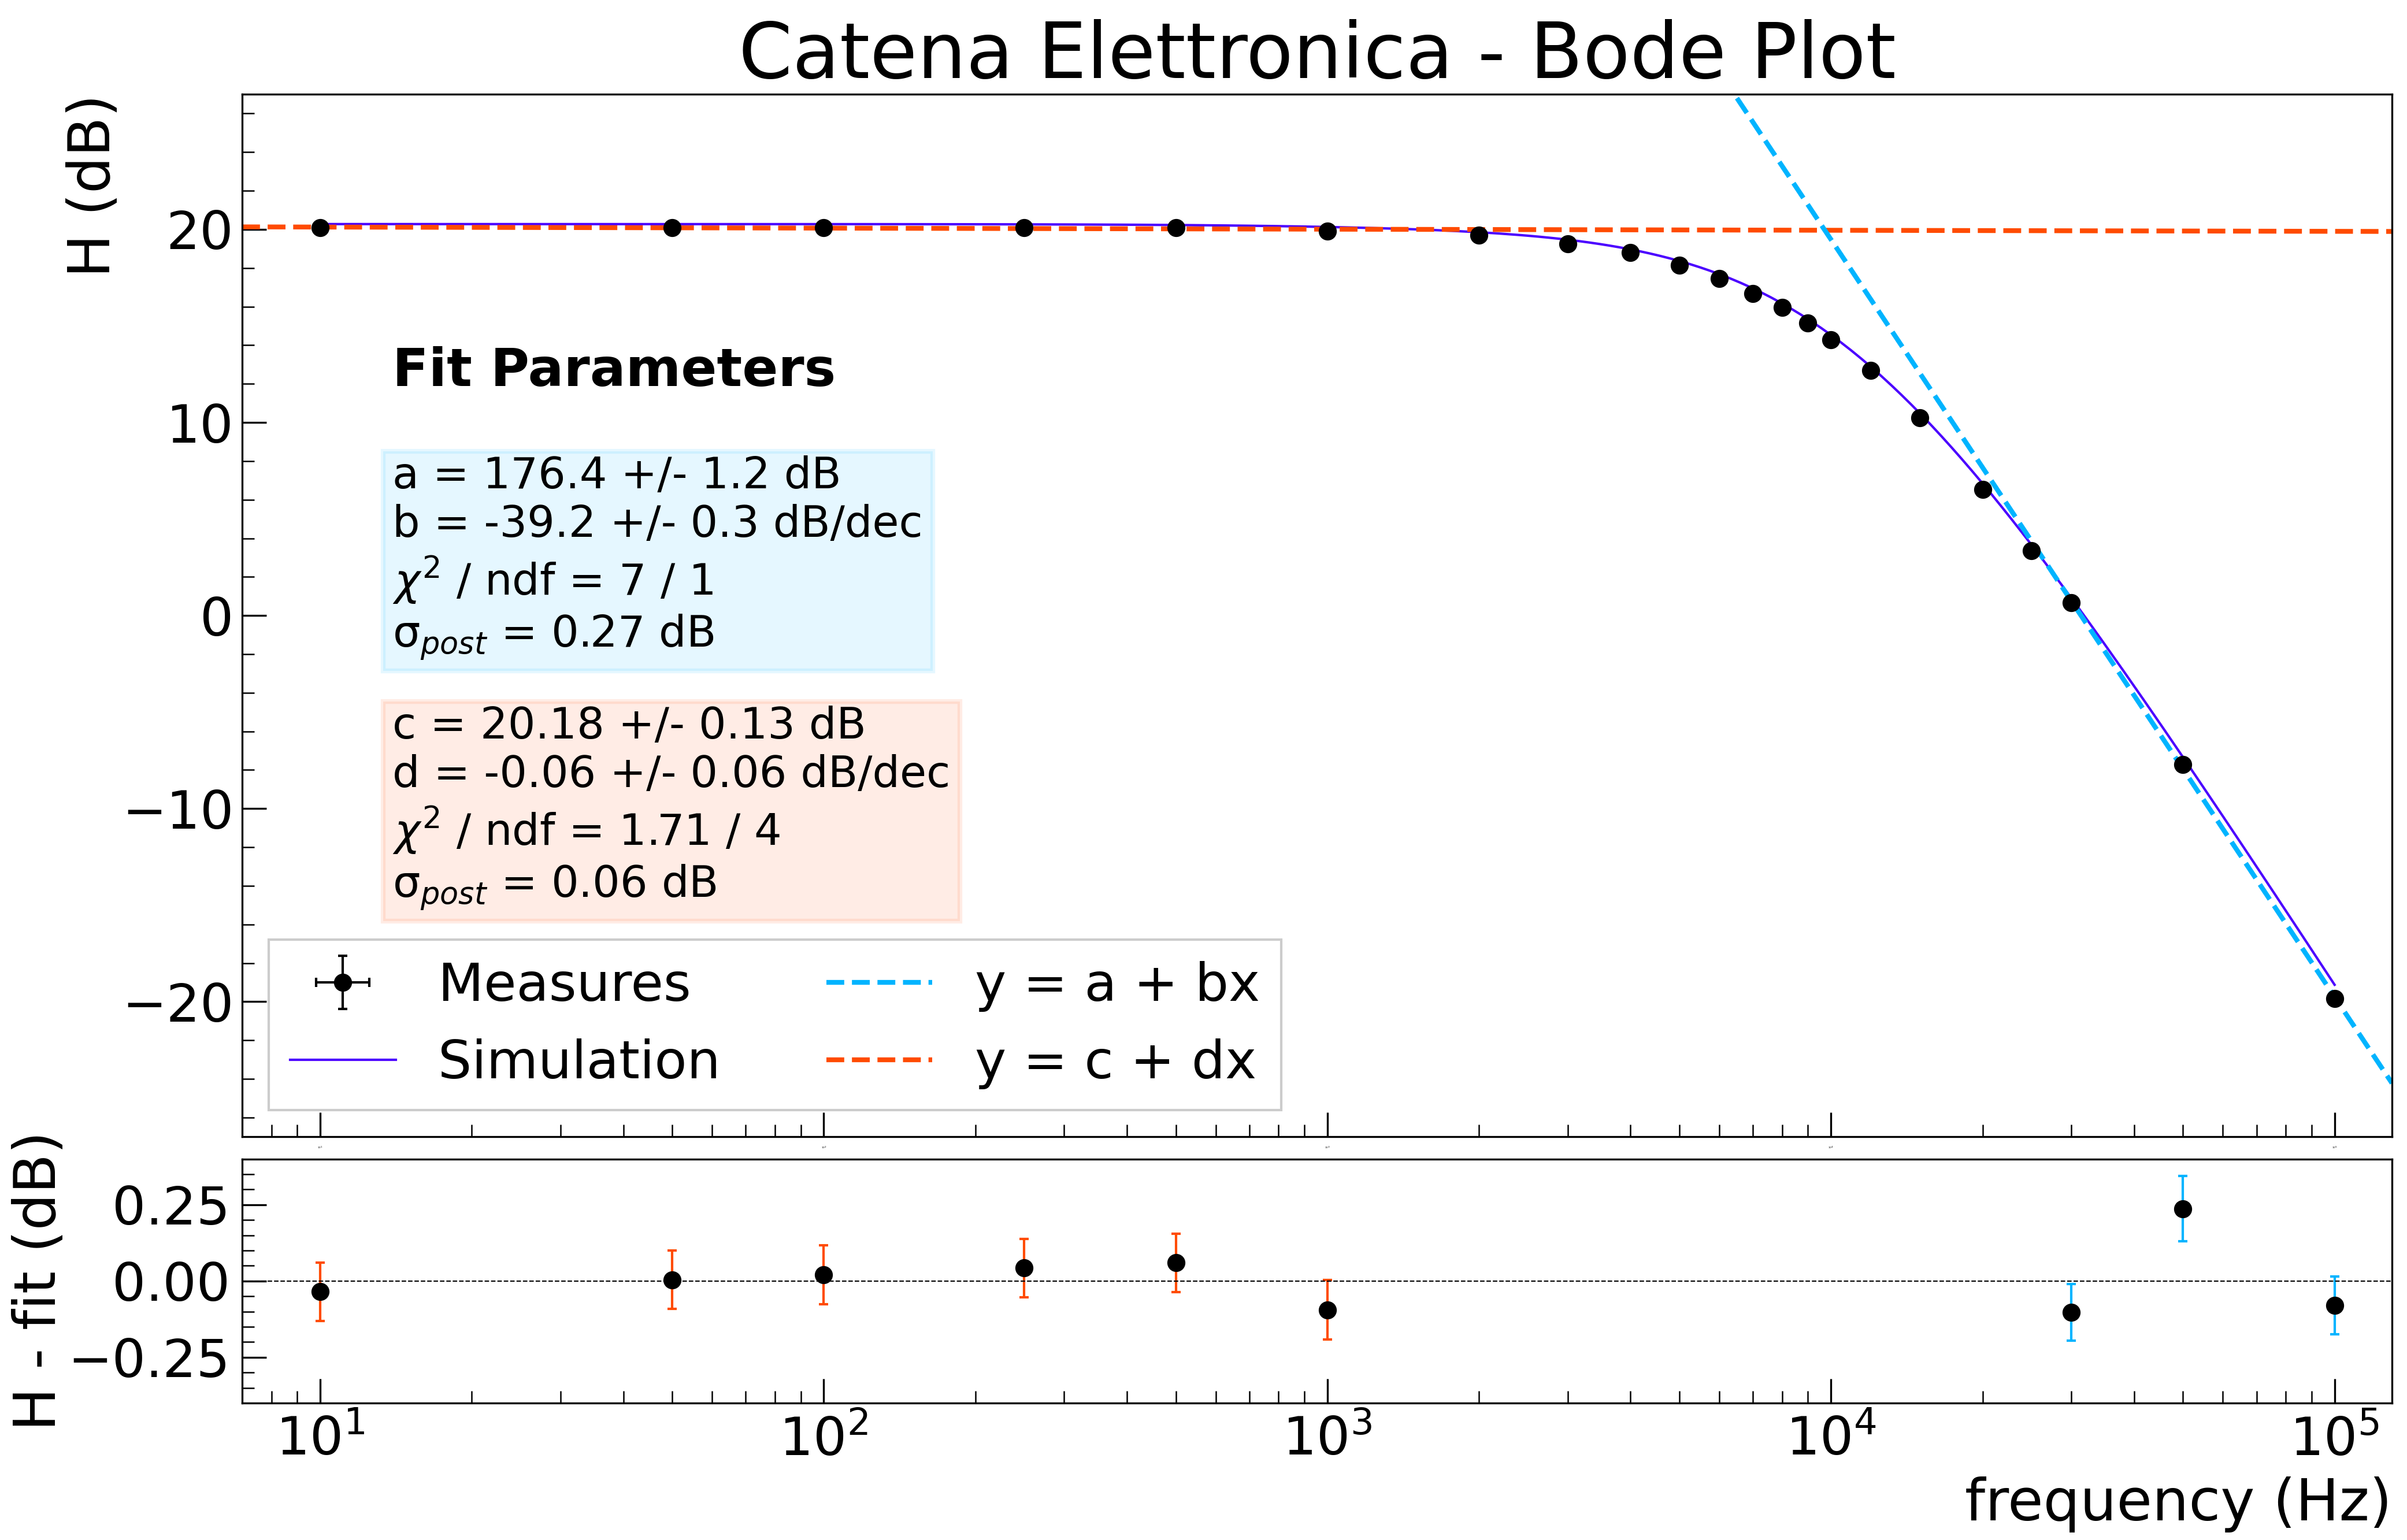 Catena Elettronica - Bode Plot
H (dB)
20
10
0
−10
−20
Fit Parameters
a = 176.4 +/- 1.2 dB
b = -39.2 +/- 0.3 dB/dec
χ² / ndf = 7 / 1
σ_post = 0.27 dB
c = 20.18 +/- 0.13 dB
d = -0.06 +/- 0.06 dB/dec
χ² / ndf = 1.71 / 4
σ_post = 0.06 dB
Measures
Simulation
y = a + bx
y = c + dx
H - fit (dB)
0.25
0.00
−0.25
10¹ 10² 10³ 10⁴ 10⁵
frequency (Hz)